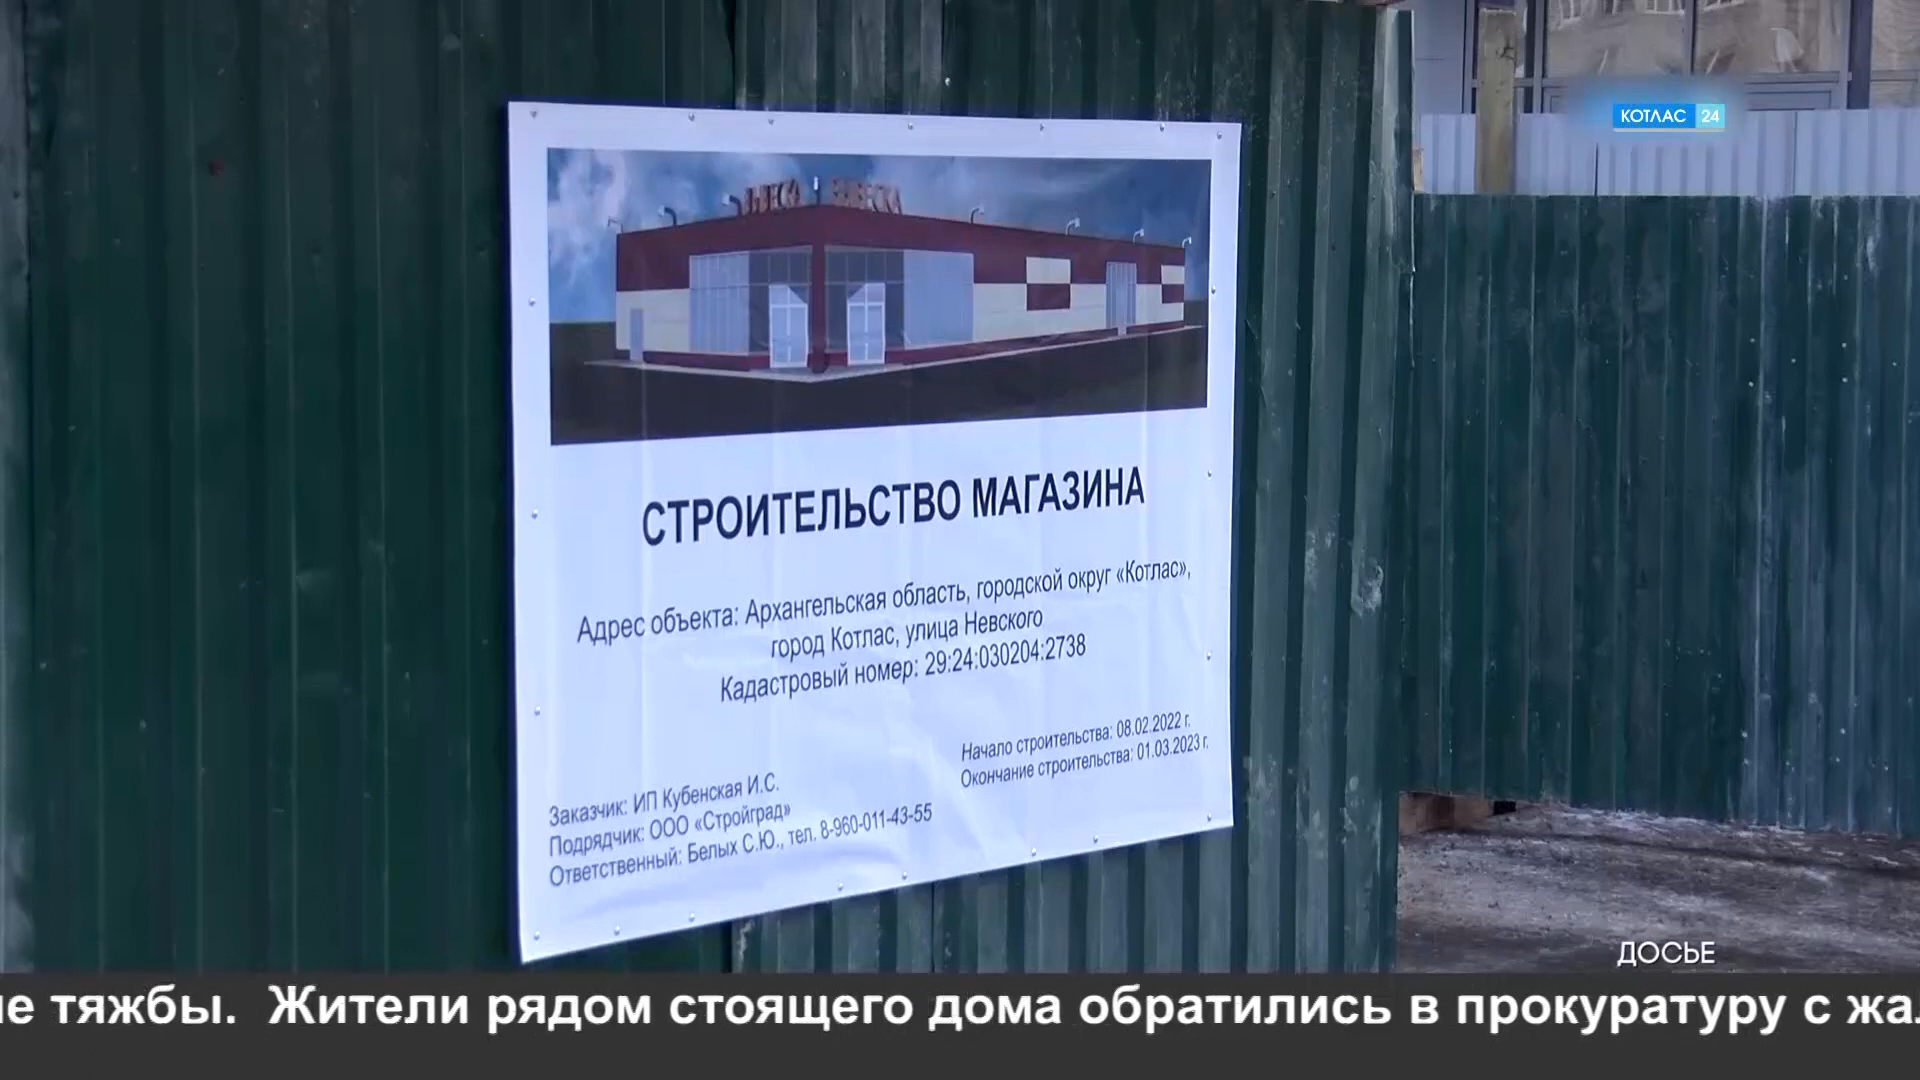 КОТЛАС 24
ВЫВЕСКА
СТРОИТЕЛЬСТВО МАГАЗИНА
Адрес объекта: Архангельская область, городской округ «Котлас»,
город Котлас, улица Невского
Кадастровый номер: 29:24:030204:2738
Начало строительства: 08.02.2022 г.
Окончание строительства: 01.03.2023 г.
Заказчик: ИП Кубенская И.С.
Подрядчик: ООО «Стройград»
Ответственный: Белых С.Ю., тел. 8-960-011-43-55
ДОСЬЕ
тяжбы. Жители рядом стоящего дома обратились в прокуратуру с